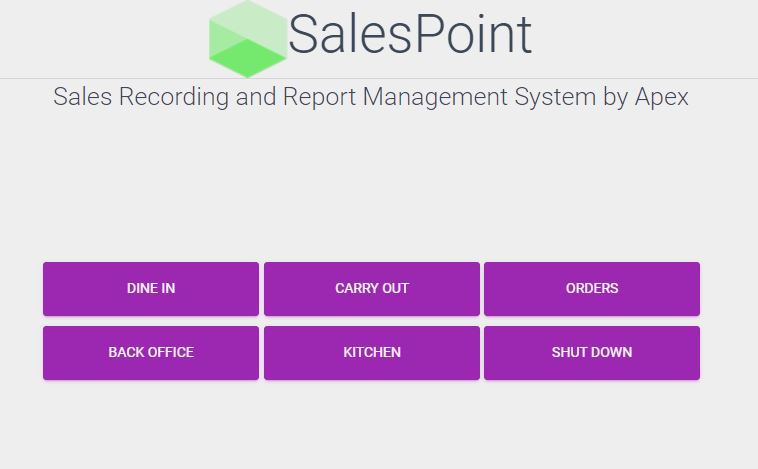 SalesPoint
Sales Recording and Report Management System by Apex
DINE IN
CARRY OUT
ORDERS
BACK OFFICE
KITCHEN
SHUT DOWN